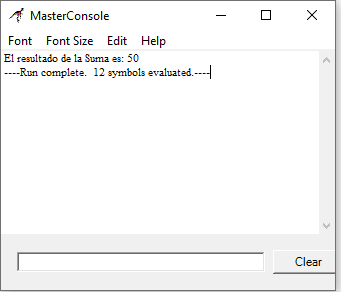 MasterConsole
Font Font Size Edit Help
El resultado de la Suma es: 50
----Run complete.  12 symbols evaluated.----
Clear